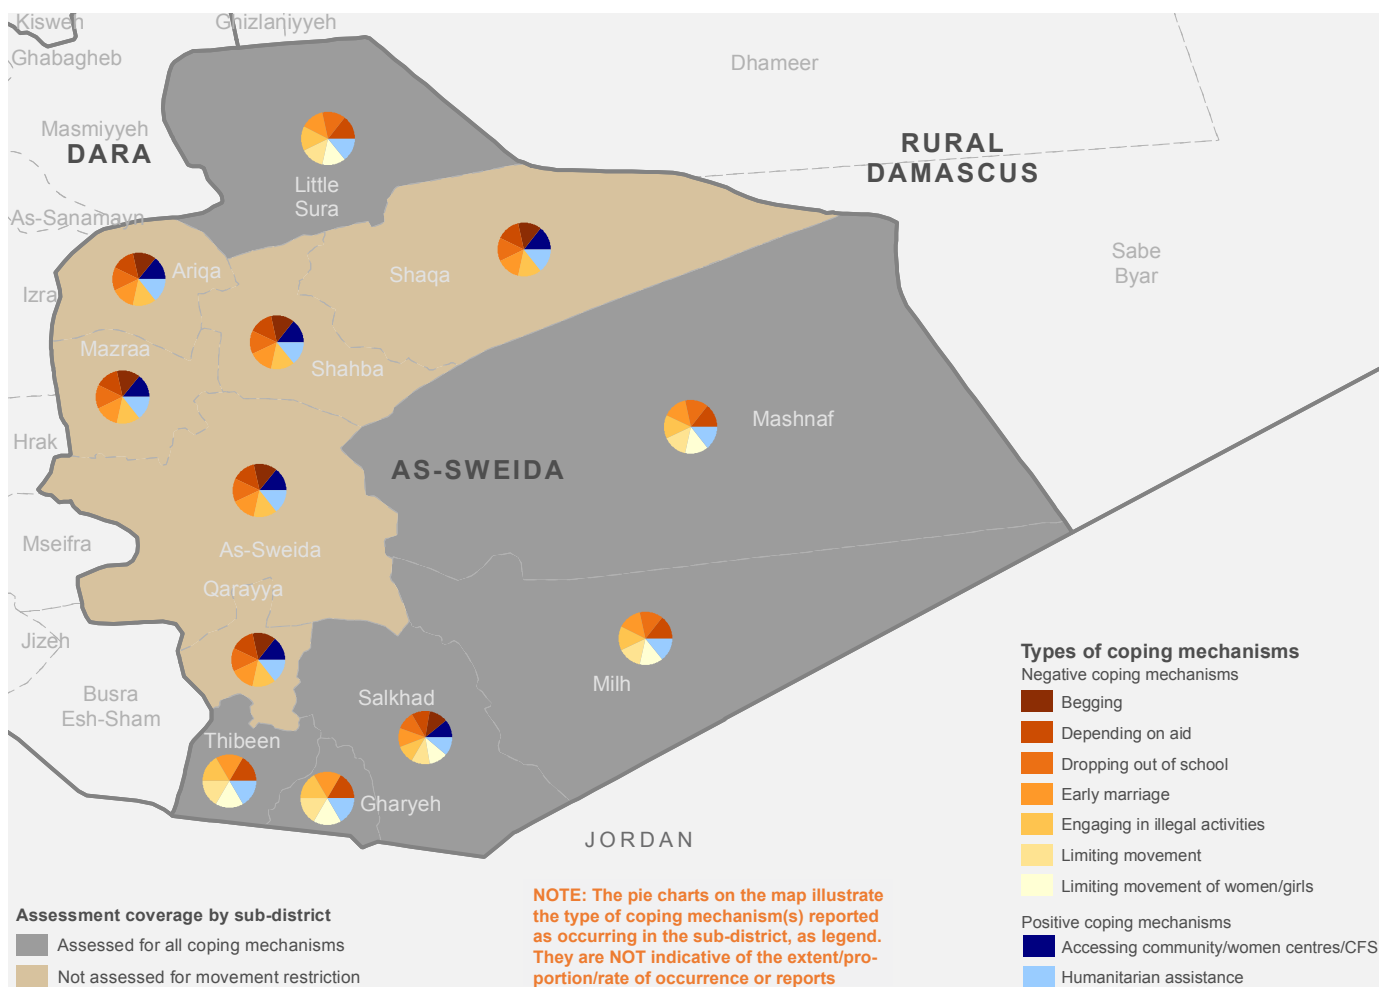 Kisweh
Ghizlaniyyeh
Ghabagheb
Dhameer
Masmiyyeh
DARA
RURAL
DAMASCUS
Little
Sura
As-Sanamayn
Sabe
Byar
Ariqa
Shaqa
Izra
Mazraa
Shahba
Mashnaf
Hrak
AS-SWEIDA
Mseifra
As-Sweida
Qarayya
Jizeh
Busra
Esh-Sham
Salkhad
Milh
Thibeen
Gharyeh
JORDAN
Types of coping mechanisms
Negative coping mechanisms
Begging
Depending on aid
Dropping out of school
Early marriage
Engaging in illegal activities
Limiting movement
Limiting movement of women/girls
Positive coping mechanisms
Accessing community/women centres/CFS
Humanitarian assistance
Assessment coverage by sub-district
Assessed for all coping mechanisms
Not assessed for movement restriction
NOTE: The pie charts on the map illustrate
the type of coping mechanism(s) reported
as occurring in the sub-district, as legend.
They are NOT indicative of the extent/pro-
portion/rate of occurrence or reports